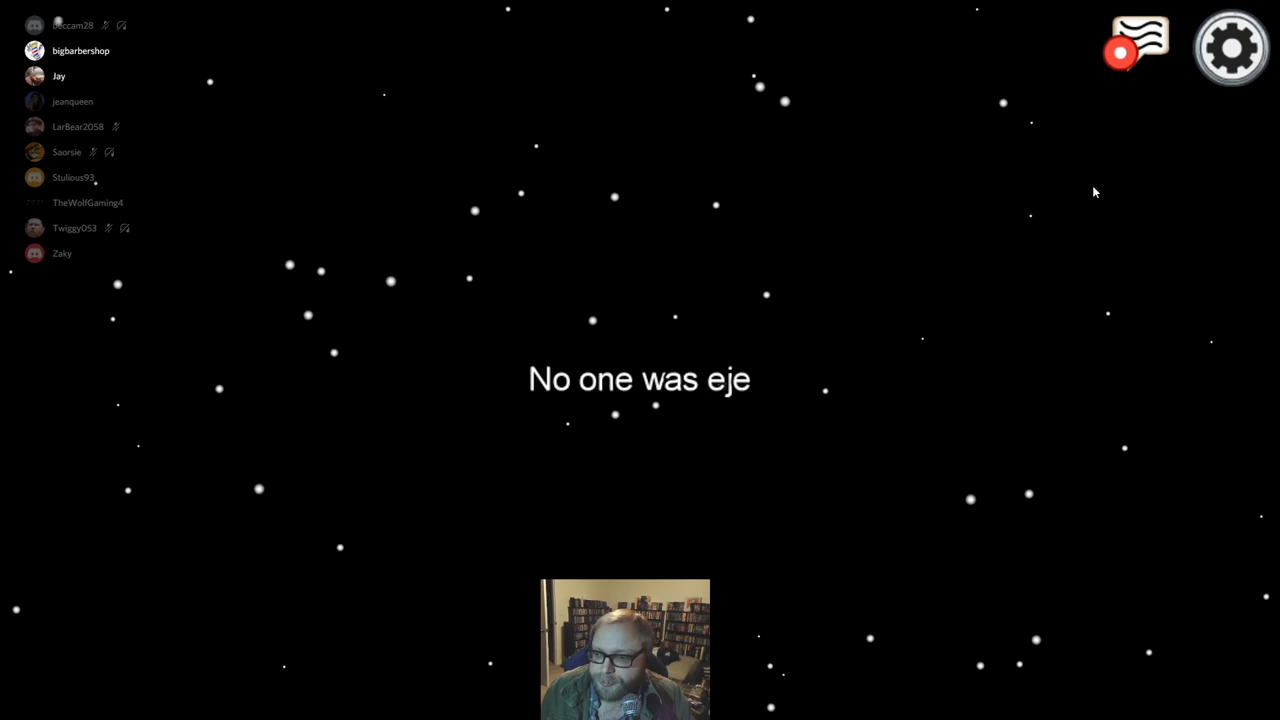 beccam28
bigbarbershop
Jay
jeanqueen
LarBear2058
Saorsie
Stulious93
TheWolfGaming4
Twiggy053
Zaky
No one was eje